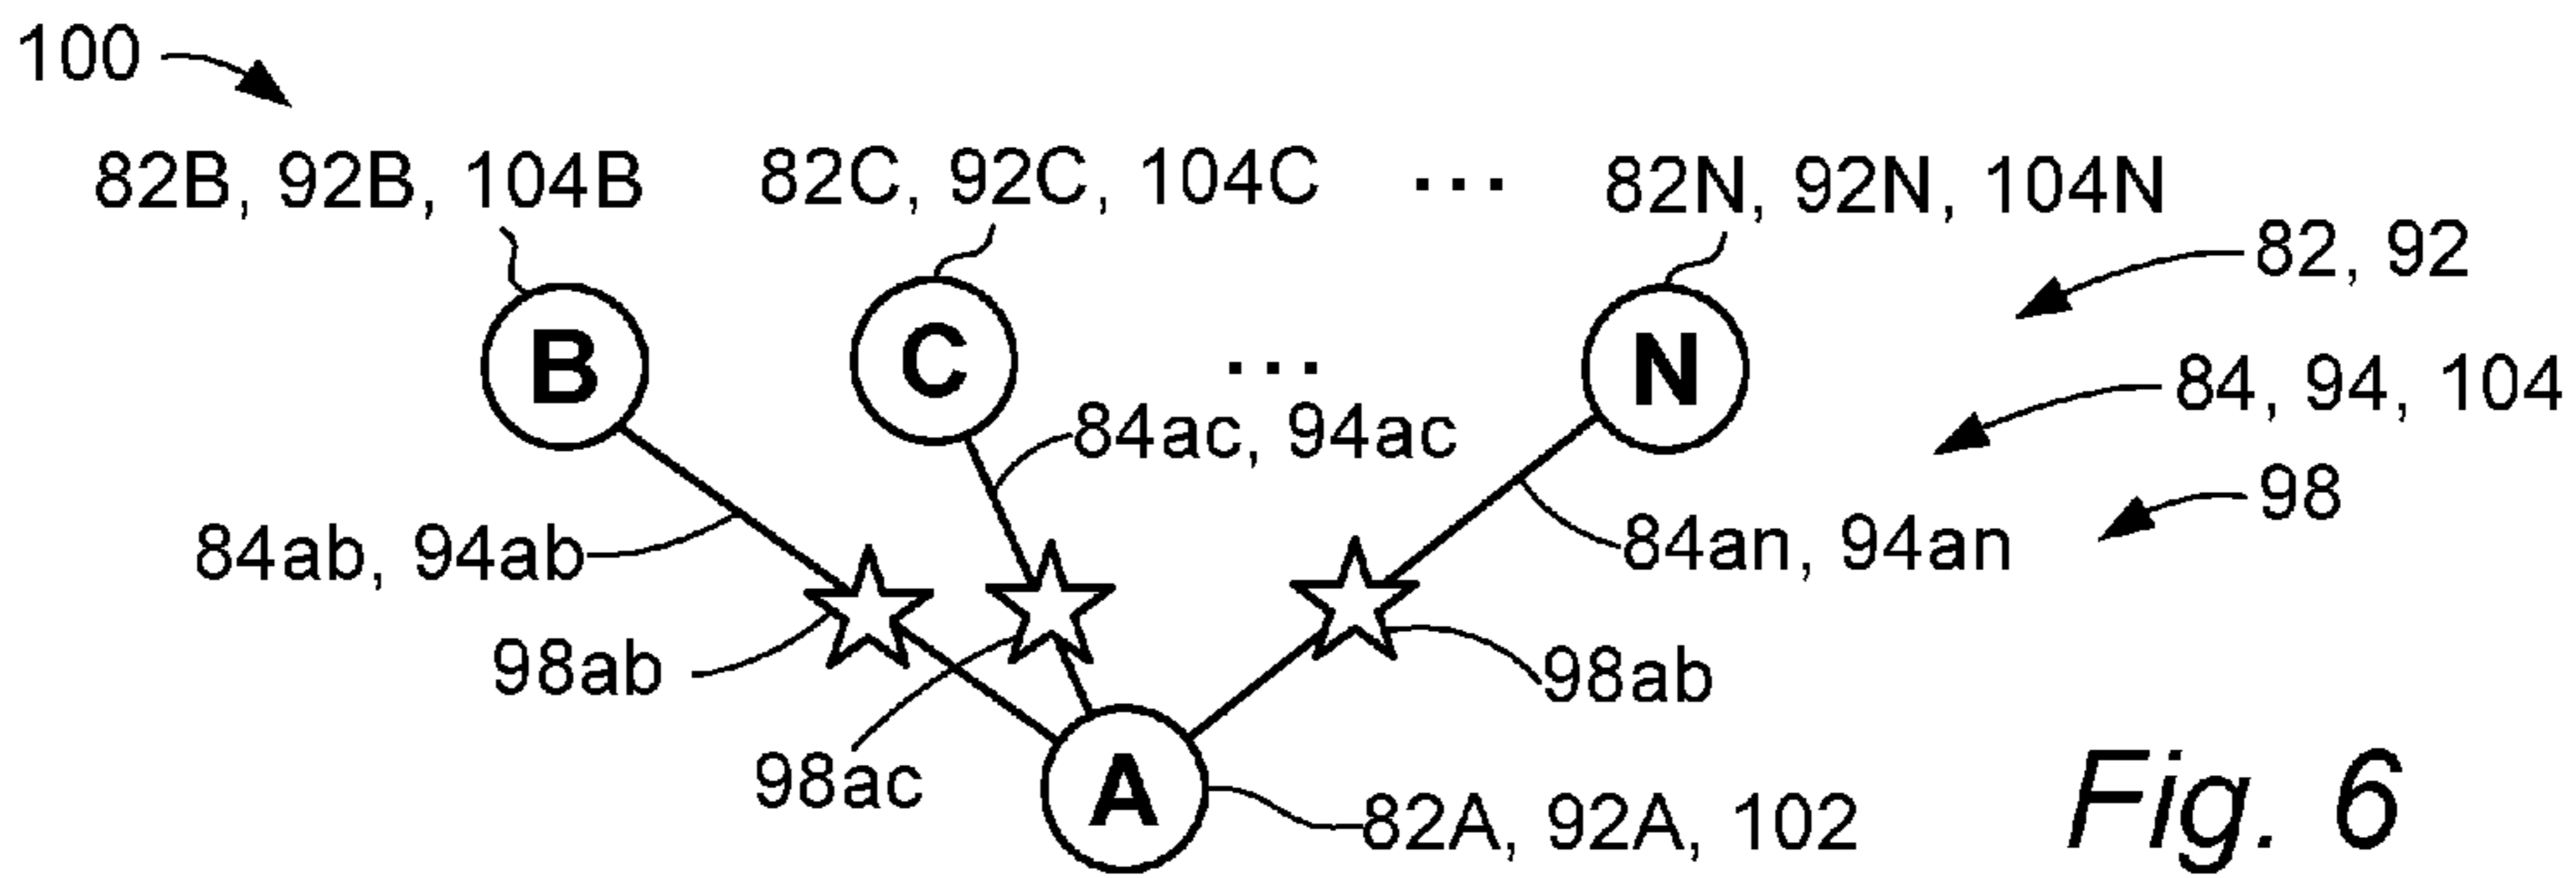 100
82B, 92B, 104B
82C, 92C, 104C ... 82N, 92N, 104N
82, 92
B
C
...
N
84, 94, 104
84ac, 94ac
98
84ab, 94ab
84an, 94an
98ab
98ab
98ac
A
82A, 92A, 102
Fig. 6